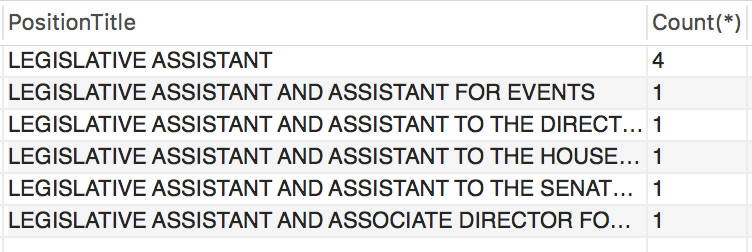 PositionTitle Count(*)
LEGISLATIVE ASSISTANT 4
LEGISLATIVE ASSISTANT AND ASSISTANT FOR EVENTS 1
LEGISLATIVE ASSISTANT AND ASSISTANT TO THE DIRECT... 1
LEGISLATIVE ASSISTANT AND ASSISTANT TO THE HOUSE... 1
LEGISLATIVE ASSISTANT AND ASSISTANT TO THE SENAT... 1
LEGISLATIVE ASSISTANT AND ASSOCIATE DIRECTOR FO... 1